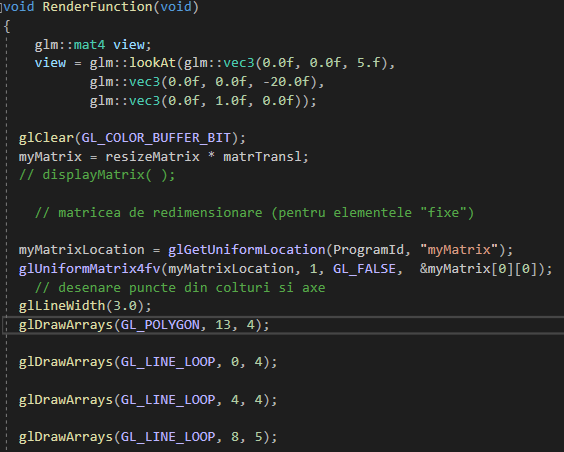 void RenderFunction(void)
{
glm::mat4 view;
view = glm::lookAt(glm::vec3(0.0f, 0.0f, 5.f),
glm::vec3(0.0f, 0.0f, -20.0f),
glm::vec3(0.0f, 1.0f, 0.0f));
glClear(GL_COLOR_BUFFER_BIT);
myMatrix = resizeMatrix * matrTransl;
// displayMatrix( );
// matricea de redimensionare (pentru elementele "fixe")
myMatrixLocation = glGetUniformLocation(ProgramId, "myMatrix");
glUniformMatrix4fv(myMatrixLocation, 1, GL_FALSE,  &myMatrix[0][0]);
// desenare puncte din colturi si axe
glLineWidth(3.0);
glDrawArrays(GL_POLYGON, 13, 4);
glDrawArrays(GL_LINE_LOOP, 0, 4);
glDrawArrays(GL_LINE_LOOP, 4, 4);
glDrawArrays(GL_LINE_LOOP, 8, 5);